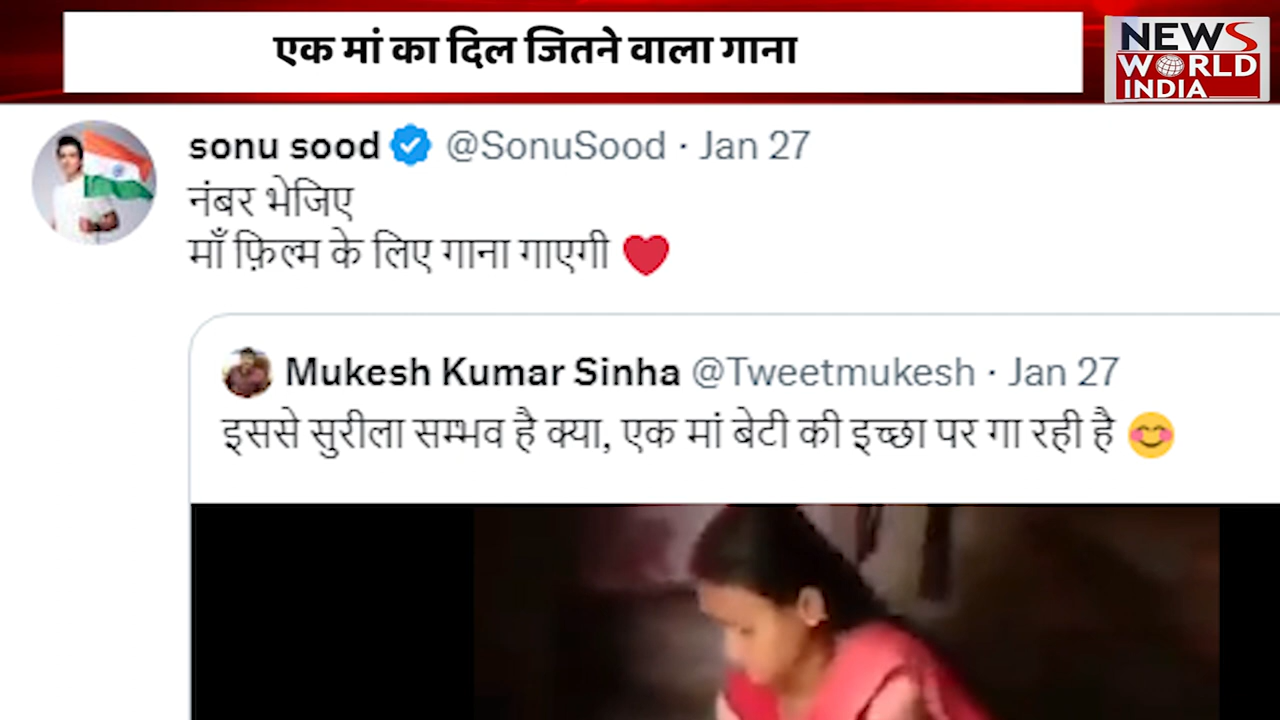 एक मां का दिल जितने वाला गाना
NEWS
WORLD
INDIA
sonu sood @SonuSood · Jan 27
नंबर भेजिए
माँ फ़िल्म के लिए गाना गाएगी ❤️
Mukesh Kumar Sinha @Tweetmukesh · Jan 27
इससे सुरीला सम्भव है क्या, एक मां बेटी की इच्छा पर गा रही है 😊